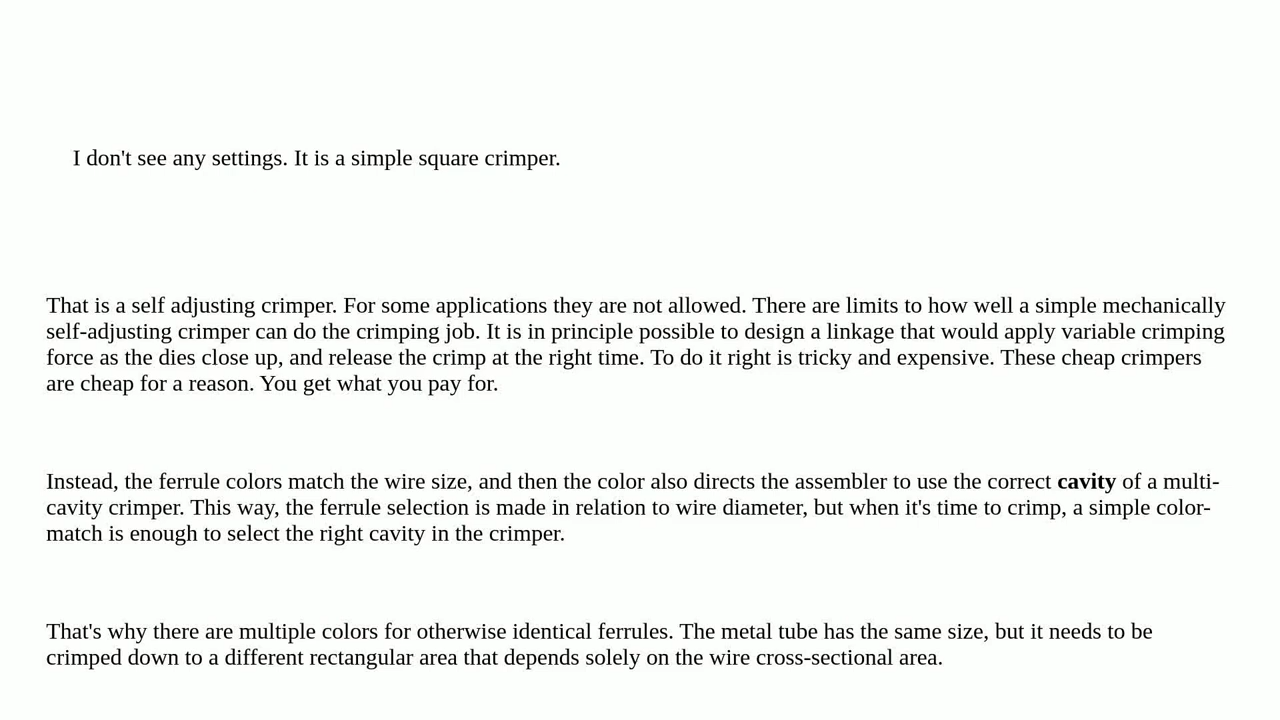 I don't see any settings. It is a simple square crimper.
That is a self adjusting crimper. For some applications they are not allowed. There are limits to how well a simple mechanically
self-adjusting crimper can do the crimping job. It is in principle possible to design a linkage that would apply variable crimping
force as the dies close up, and release the crimp at the right time. To do it right is tricky and expensive. These cheap crimpers
are cheap for a reason. You get what you pay for.
Instead, the ferrule colors match the wire size, and then the color also directs the assembler to use the correct cavity of a multi-
cavity crimper. This way, the ferrule selection is made in relation to wire diameter, but when it's time to crimp, a simple color-
match is enough to select the right cavity in the crimper.
That's why there are multiple colors for otherwise identical ferrules. The metal tube has the same size, but it needs to be
crimped down to a different rectangular area that depends solely on the wire cross-sectional area.